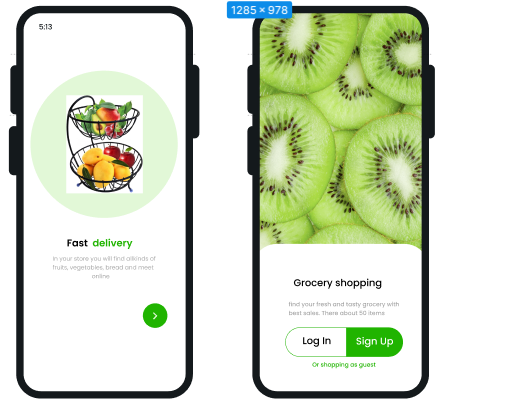 1285 × 978
5:13
Fast delivery
In your store you will find allkinds of
fruits, vegetables, bread and meet
online
Grocery shopping
find your fresh and tasty grocery with
best sales. There about 50 items
Log In
Sign Up
Or shopping as guest